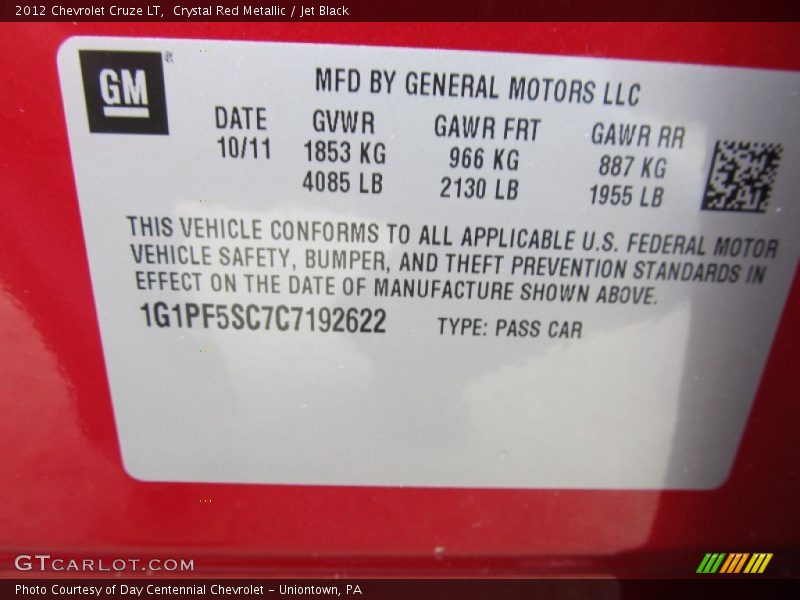 2012 Chevrolet Cruze LT,  Crystal Red Metallic / Jet Black
GM ®
MFD BY GENERAL MOTORS LLC
DATE GVWR GAWR FRT GAWR RR
10/11 1853 KG 966 KG 887 KG
4085 LB 2130 LB 1955 LB
THIS VEHICLE CONFORMS TO ALL APPLICABLE U.S. FEDERAL MOTOR
VEHICLE SAFETY, BUMPER, AND THEFT PREVENTION STANDARDS IN
EFFECT ON THE DATE OF MANUFACTURE SHOWN ABOVE.
1G1PF5SC7C7192622 TYPE: PASS CAR
GTCARLOT.COM
Photo Courtesy of Day Centennial Chevrolet - Uniontown, PA